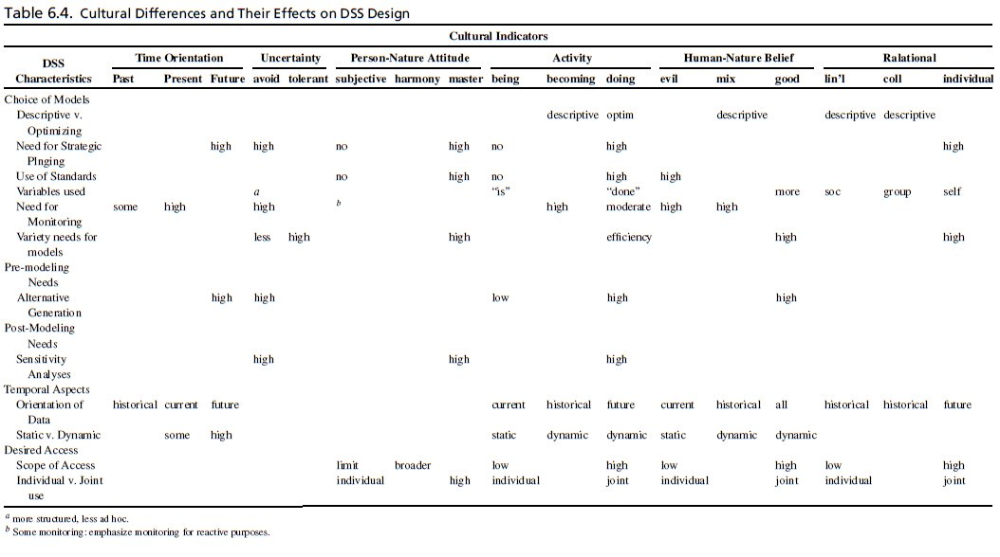 Table 6.4. Cultural Differences and Their Effects on DSS Design
Cultural Indicators
DSS Time Orientation Uncertainty Person-Nature Attitude Activity Human-Nature Belief Ralational
Characteristics Past Present Future avoid tolerant subjective harmony master being becoming doing evil mix good lin'l coll individual
Choice of Models
Descriptive v. descriptive optim descriptive descriptive descriptive
Optimizing
Need for Strategic high high no high no high high
Plnging
Use of Standards no high no high high
Variables used a "is" "done" more soc group self
Need for some high high b high moderate high high
Monitoring
Variety needs for less high high efficiency high high
models
Pre-modeling
Needs
Alternative high high low high high
Generation
Post-Modeling
Needs
Sensitivity high high high
Analyses
Temporal Aspects
Orientation of historical current future current historical future current historical all historical historical future
Data
Static v. Dynamic some high static dynamic dynamic static dynamic dynamic
Desired Access
Scope of Access limit broader low high low high low high
Individual v. Joint individual high individual joint individual joint individual joint
use
a more structured, less ad hoc.
b Some monitoring: emphasize monitoring for reactive purposes.